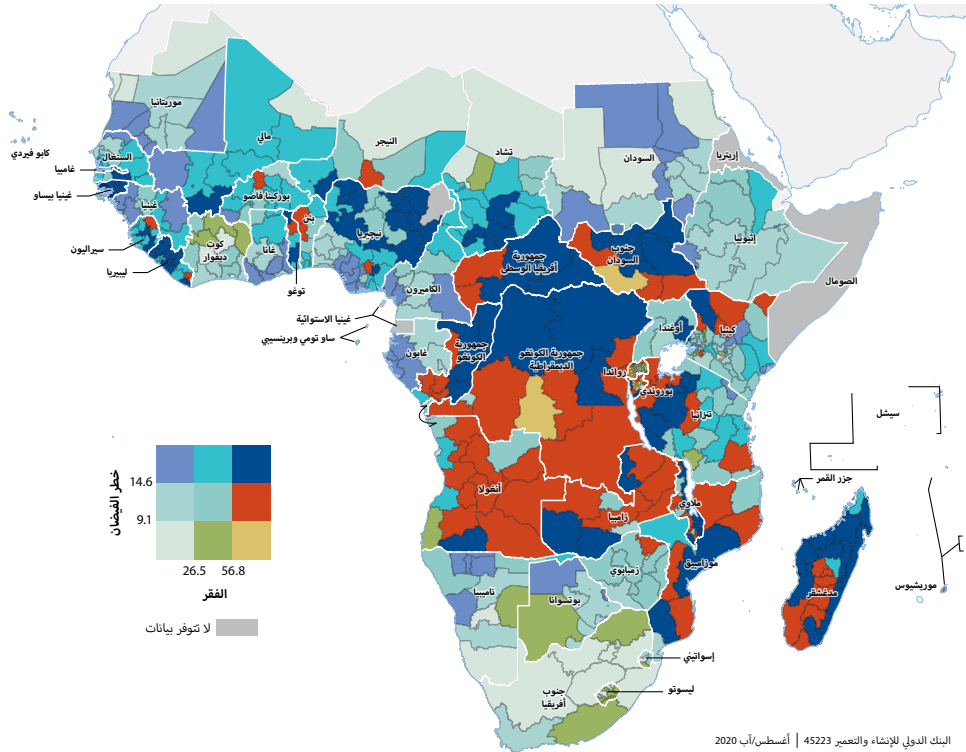 موريتانيا
مالي
النيجر
تشاد
السودان
إريتريا
كابو فيردي
السنغال
غامبيا
غينيا بيساو
غينيا
سيراليون
ليبيريا
بوركينا فاصو
كوت
ديفوار
غانا
توغو
بنن
نيجيريا
الكاميرون
جمهورية
أفريقيا الوسطى
جنوب
السودان
إثيوبيا
الصومال
غينيا الاستوائية
ساو تومي وبرينسيبي
غابون
جمهورية
الكونغو
جمهورية الكونغو
الديمقراطية
أوغندا
كينيا
رواندا
بوروندي
تنزانيا
سيشل
جزر القمر
أنغولا
زامبيا
ملاوي
موزامبيق
مدغشقر
موريشيوس
زمبابوي
ناميبيا
بوتسوانا
إسواتيني
ليسوتو
جنوب
أفريقيا
خطر الفيضان
14.6
9.1
26.5
56.8
الفقر
لا تتوفر بيانات
البنك الدولي للإنشاء والتعمير 45223 | أغسطس/آب 2020